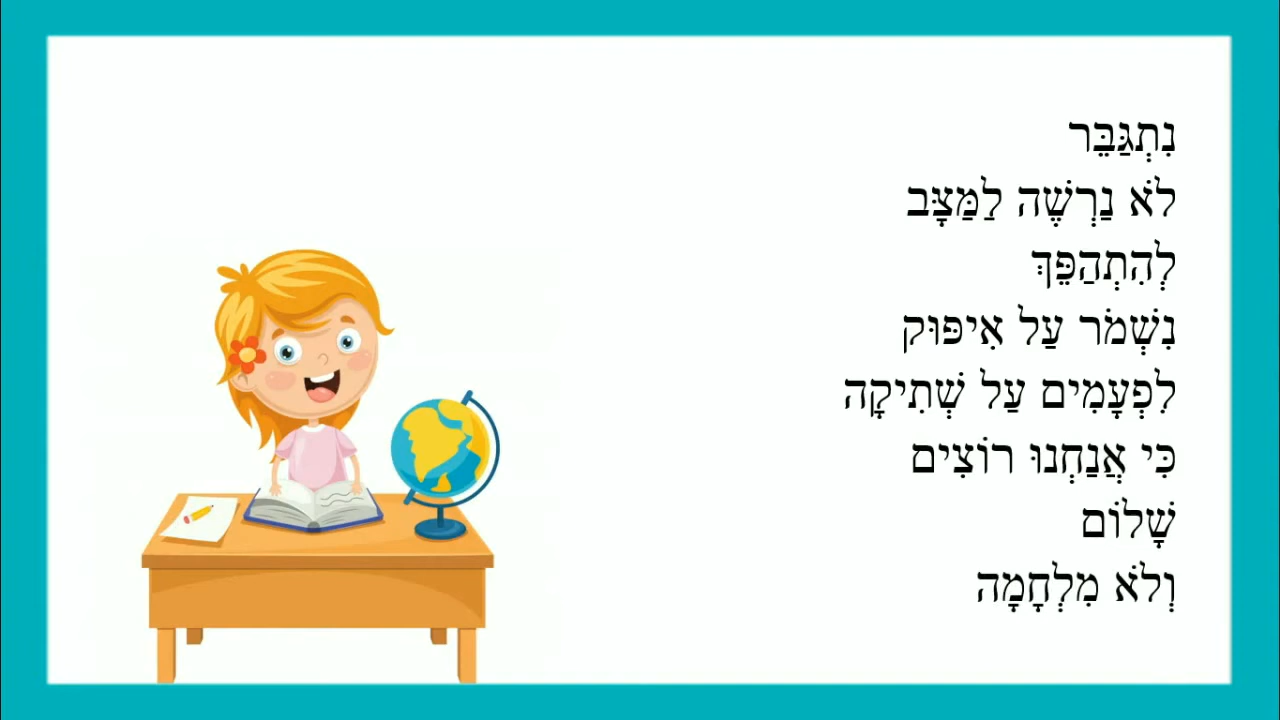 נִתְגַּבֵּר
לֹא נַרְשֶׁה לַמַּצָּב
לְהִתְהַפֵּךְ
נִשְׁמֹר עַל אִיפּוּק
לִפְעָמִים עַל שְׁתִיקָה
כִּי אֲנַחְנוּ רוֹצִים
שָׁלוֹם
וְלֹא מִלְחָמָה